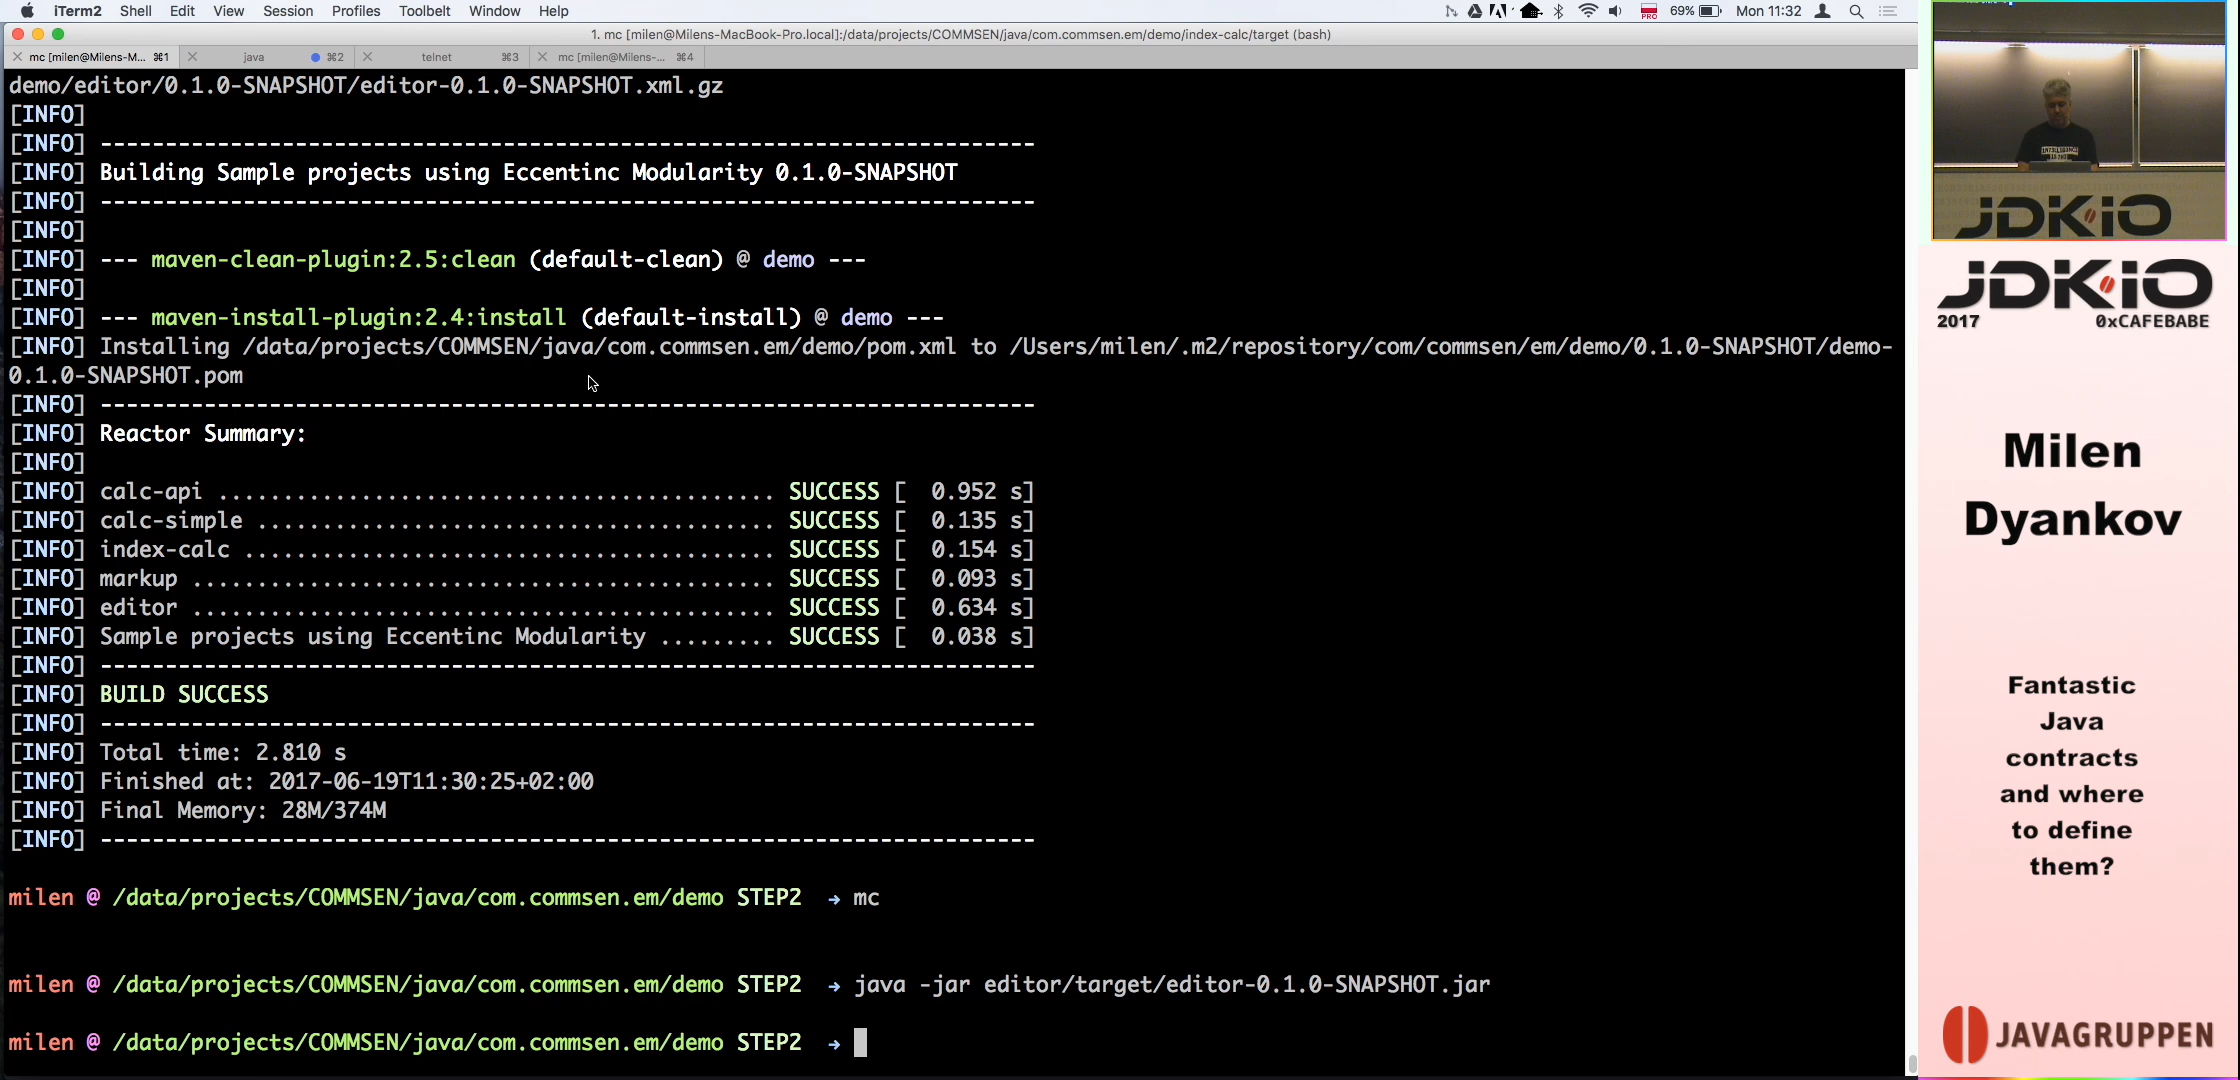 iTerm2 Shell Edit View Session Profiles Toolbelt Window Help PRO 69% Mon 11:32
1. mc [milen@Milens-MacBook-Pro.local]:/data/projects/COMMSEN/java/com.commsen.em/demo/index-calc/target (bash)
mc [milen@Milens-M... ⌘1 java ⌘2 telnet ⌘3 mc [milen@Milens-... ⌘4
demo/editor/0.1.0-SNAPSHOT/editor-0.1.0-SNAPSHOT.xml.gz
[INFO]
[INFO] ------------------------------------------------------------------------
[INFO] Building Sample projects using Eccentinc Modularity 0.1.0-SNAPSHOT
[INFO] ------------------------------------------------------------------------
[INFO]
[INFO] --- maven-clean-plugin:2.5:clean (default-clean) @ demo ---
[INFO]
[INFO] --- maven-install-plugin:2.4:install (default-install) @ demo ---
[INFO] Installing /data/projects/COMMSEN/java/com.commsen.em/demo/pom.xml to /Users/milen/.m2/repository/com/commsen/em/demo/0.1.0-SNAPSHOT/demo-
0.1.0-SNAPSHOT.pom
[INFO] ------------------------------------------------------------------------
[INFO] Reactor Summary:
[INFO]
[INFO] calc-api ........................................... SUCCESS [  0.952 s]
[INFO] calc-simple ........................................ SUCCESS [  0.135 s]
[INFO] index-calc ......................................... SUCCESS [  0.154 s]
[INFO] markup ............................................. SUCCESS [  0.093 s]
[INFO] editor ............................................. SUCCESS [  0.634 s]
[INFO] Sample projects using Eccentinc Modularity ......... SUCCESS [  0.038 s]
[INFO] ------------------------------------------------------------------------
[INFO] BUILD SUCCESS
[INFO] ------------------------------------------------------------------------
[INFO] Total time: 2.810 s
[INFO] Finished at: 2017-06-19T11:30:25+02:00
[INFO] Final Memory: 28M/374M
[INFO] ------------------------------------------------------------------------
milen @ /data/projects/COMMSEN/java/com.commsen.em/demo STEP2 → mc
milen @ /data/projects/COMMSEN/java/com.commsen.em/demo STEP2 → java -jar editor/target/editor-0.1.0-SNAPSHOT.jar
milen @ /data/projects/COMMSEN/java/com.commsen.em/demo STEP2 →
JDKiO
JDKiO
2017 0xCAFEBABE
Milen
Dyankov
Fantastic
Java
contracts
and where
to define
them?
JAVAGRUPPEN